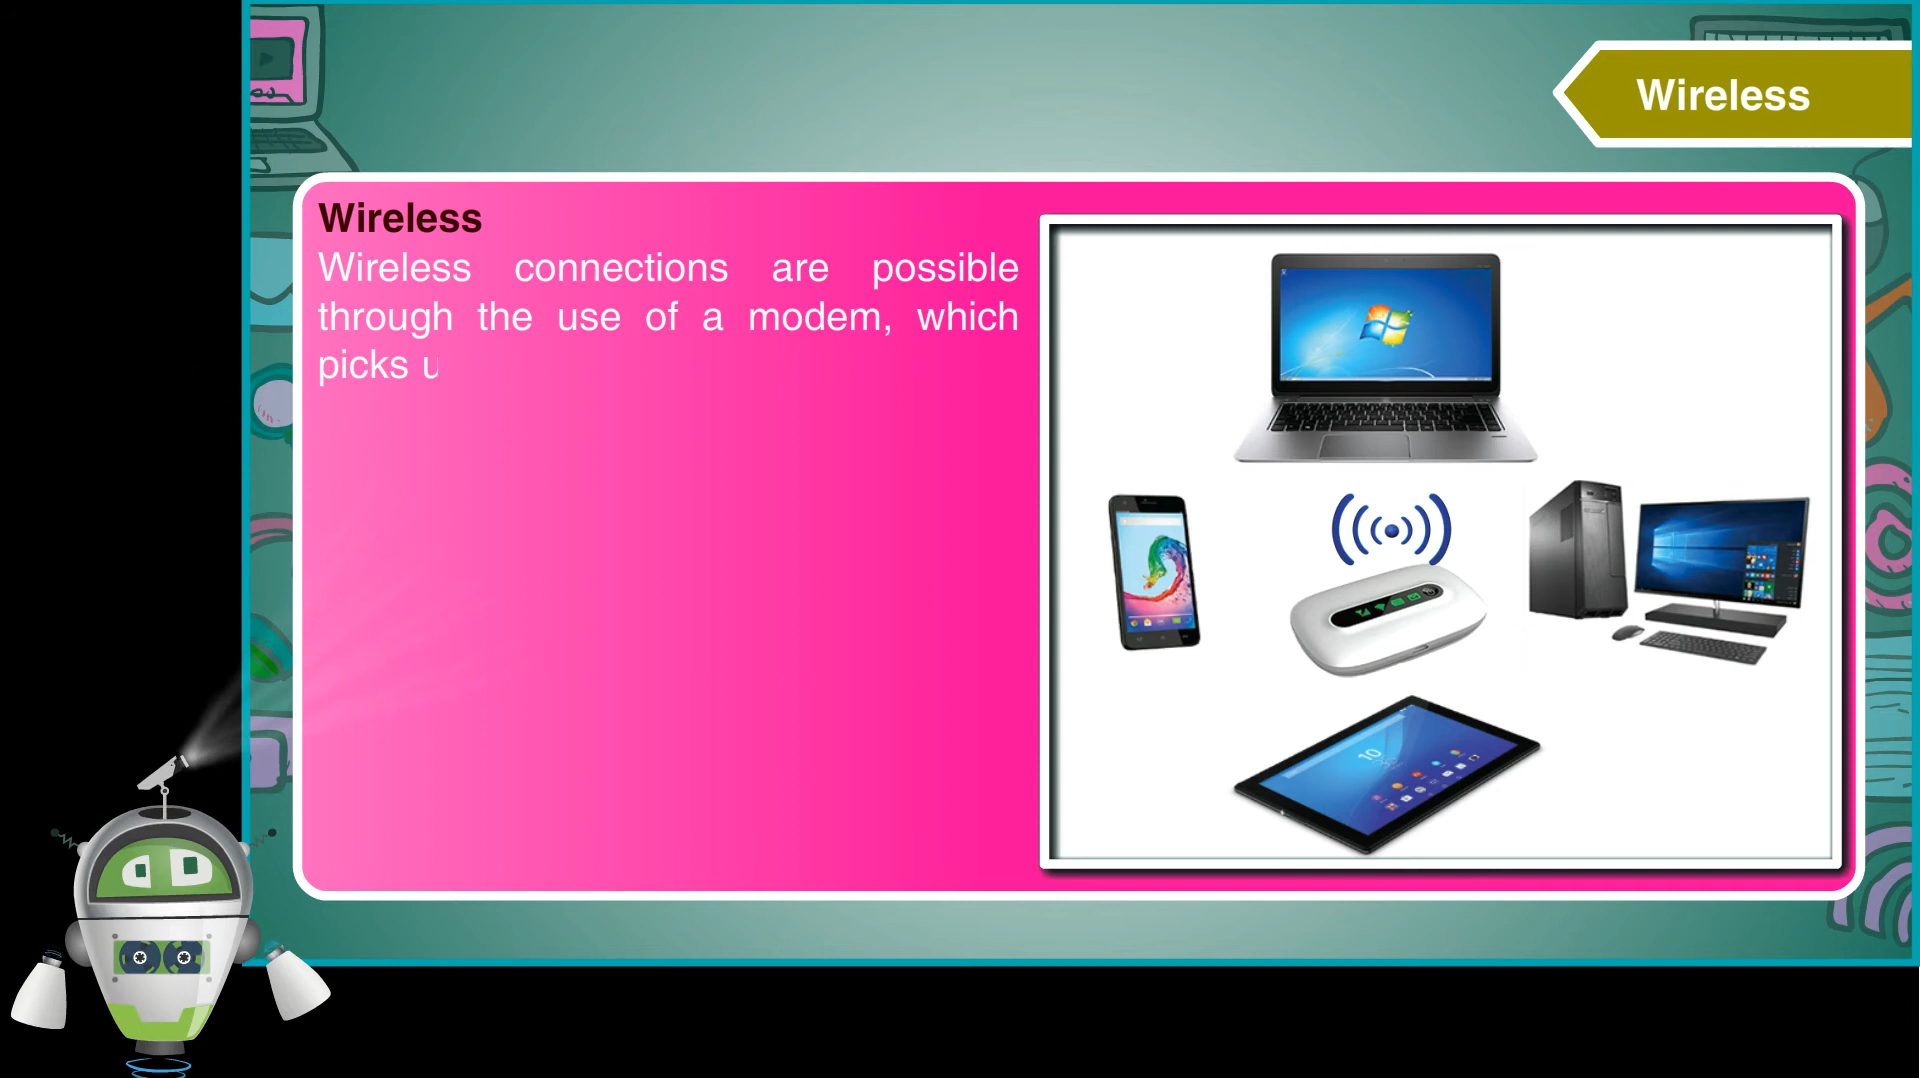 Wireless
Wireless
Wireless connections are possible
through the use of a modem, which
picks u